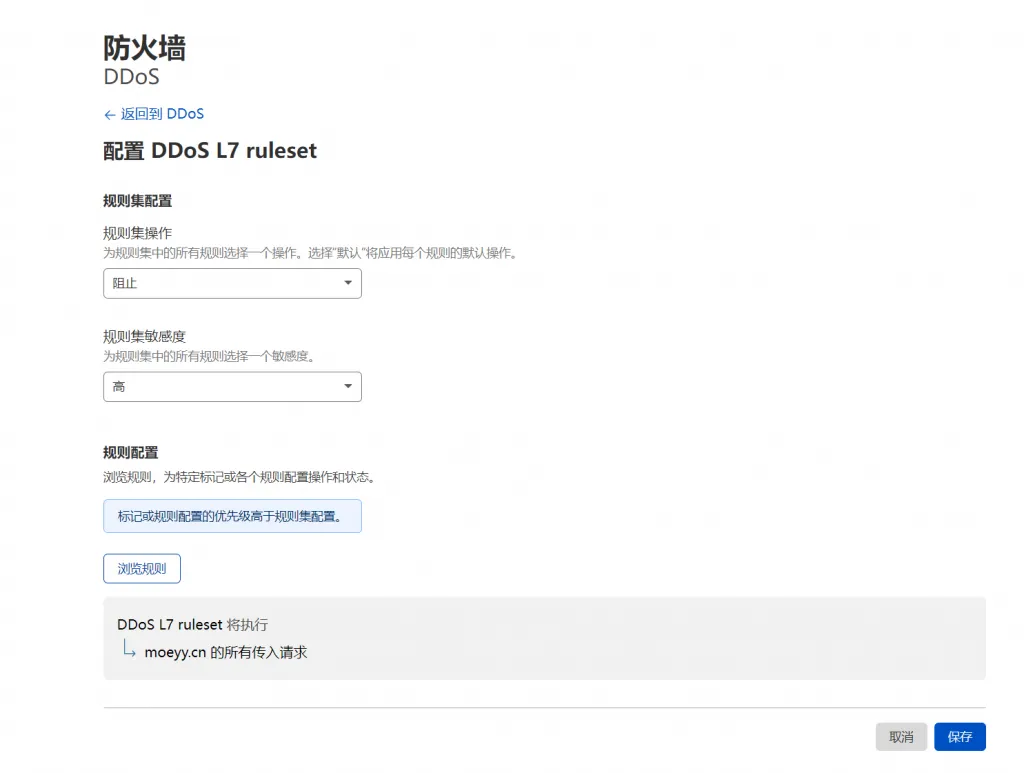 防火墙
DDoS
← 返回到 DDoS
配置 DDoS L7 ruleset
规则集配置
规则集操作
为规则集中的所有规则选择一个操作。选择"默认"将应用每个规则的默认操作。
阻止
规则集敏感度
为规则集中的所有规则选择一个敏感度。
高
规则配置
浏览规则，为特定标记或各个规则配置操作和状态。
标记或规则配置的优先级高于规则集配置。
浏览规则
DDoS L7 ruleset 将执行
moeyy.cn 的所有传入请求
取消 保存